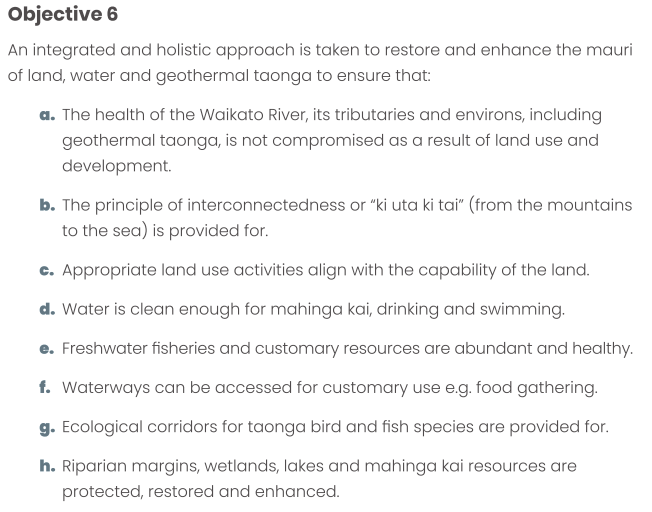 Objective 6
An integrated and holistic approach is taken to restore and enhance the mauri
of land, water and geothermal taonga to ensure that:
a. The health of the Waikato River, its tributaries and environs, including
geothermal taonga, is not compromised as a result of land use and
development.
b. The principle of interconnectedness or “ki uta ki tai” (from the mountains
to the sea) is provided for.
c. Appropriate land use activities align with the capability of the land.
d. Water is clean enough for mahinga kai, drinking and swimming.
e. Freshwater fisheries and customary resources are abundant and healthy.
f. Waterways can be accessed for customary use e.g. food gathering.
g. Ecological corridors for taonga bird and fish species are provided for.
h. Riparian margins, wetlands, lakes and mahinga kai resources are
protected, restored and enhanced.